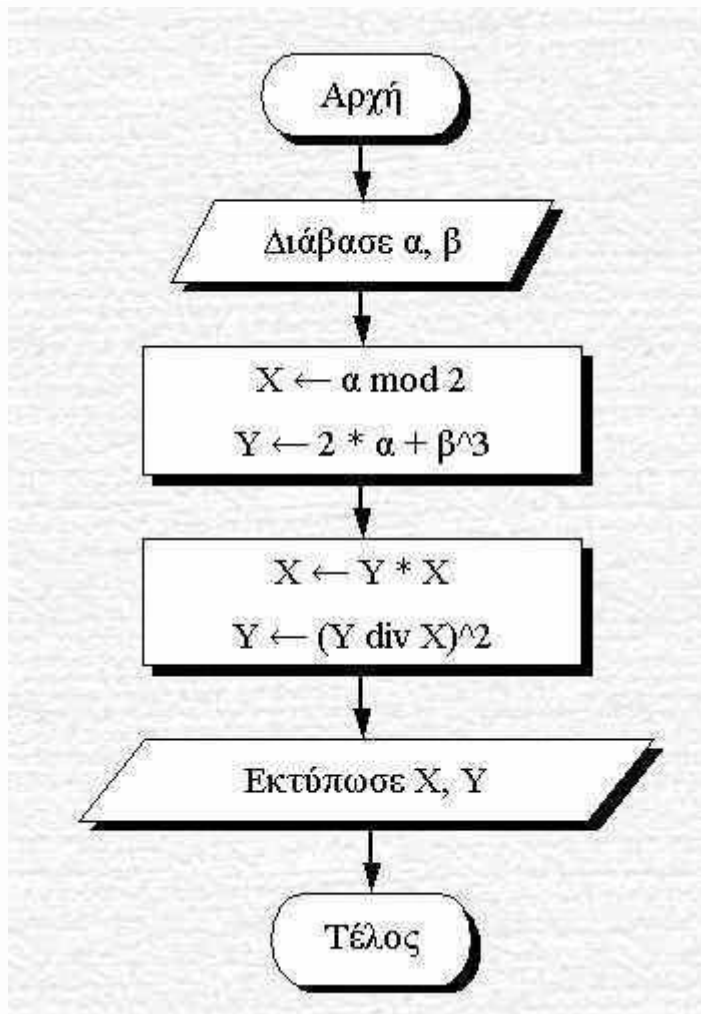 Αρχή
Διάβασε α, β
Χ ← α mod 2
Υ ← 2 * α + β^3
Χ ← Υ * Χ
Υ ← (Υ div Χ)^2
Εκτύπωσε Χ, Υ
Τέλος